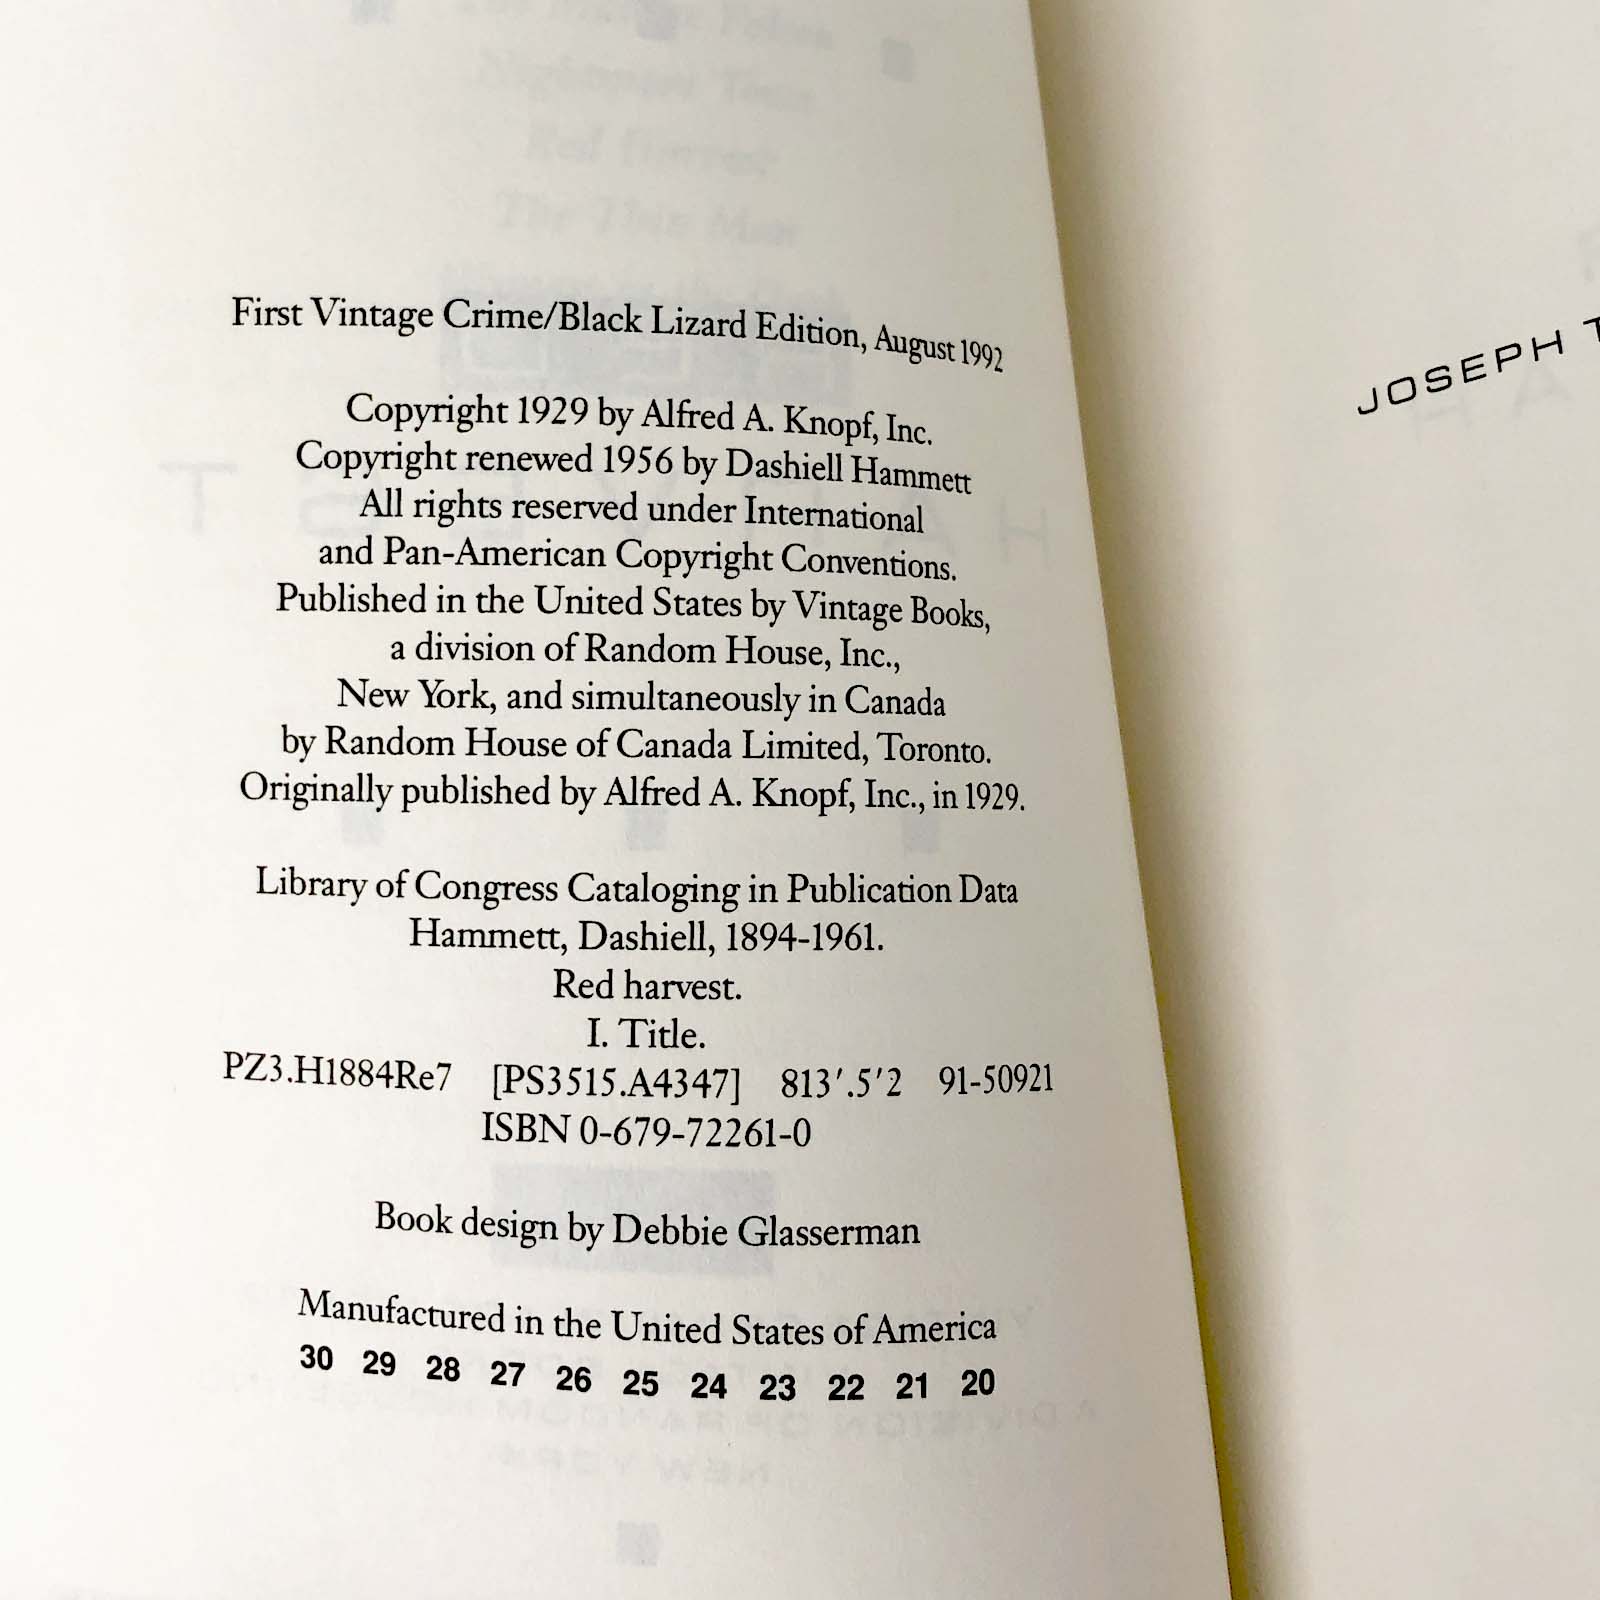 First Vintage Crime/Black Lizard Edition, August 1992
Copyright 1929 by Alfred A. Knopf, Inc.
Copyright renewed 1956 by Dashiell Hammett
All rights reserved under International
and Pan-American Copyright Conventions.
Published in the United States by Vintage Books,
a division of Random House, Inc.,
New York, and simultaneously in Canada
by Random House of Canada Limited, Toronto.
Originally published by Alfred A. Knopf, Inc., in 1929.
Library of Congress Cataloging in Publication Data
Hammett, Dashiell, 1894-1961.
Red harvest.
I. Title.
PZ3.H1884Re7 [PS3515.A4347] 813′.5′2 91-50921
ISBN 0-679-72261-0
Book design by Debbie Glasserman
Manufactured in the United States of America
30 29 28 27 26 25 24 23 22 21 20
JOSEPH T